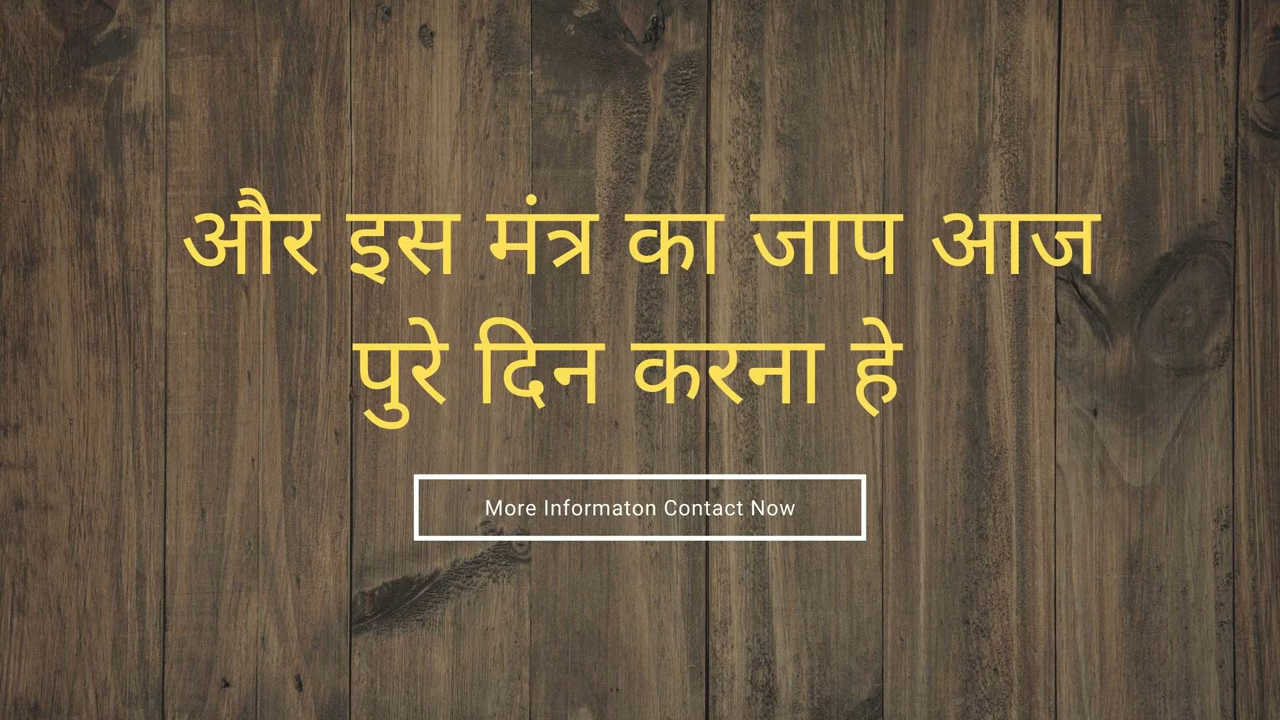 और इस मंत्र का जाप आज
पुरे दिन करना हे
More Informaton Contact Now